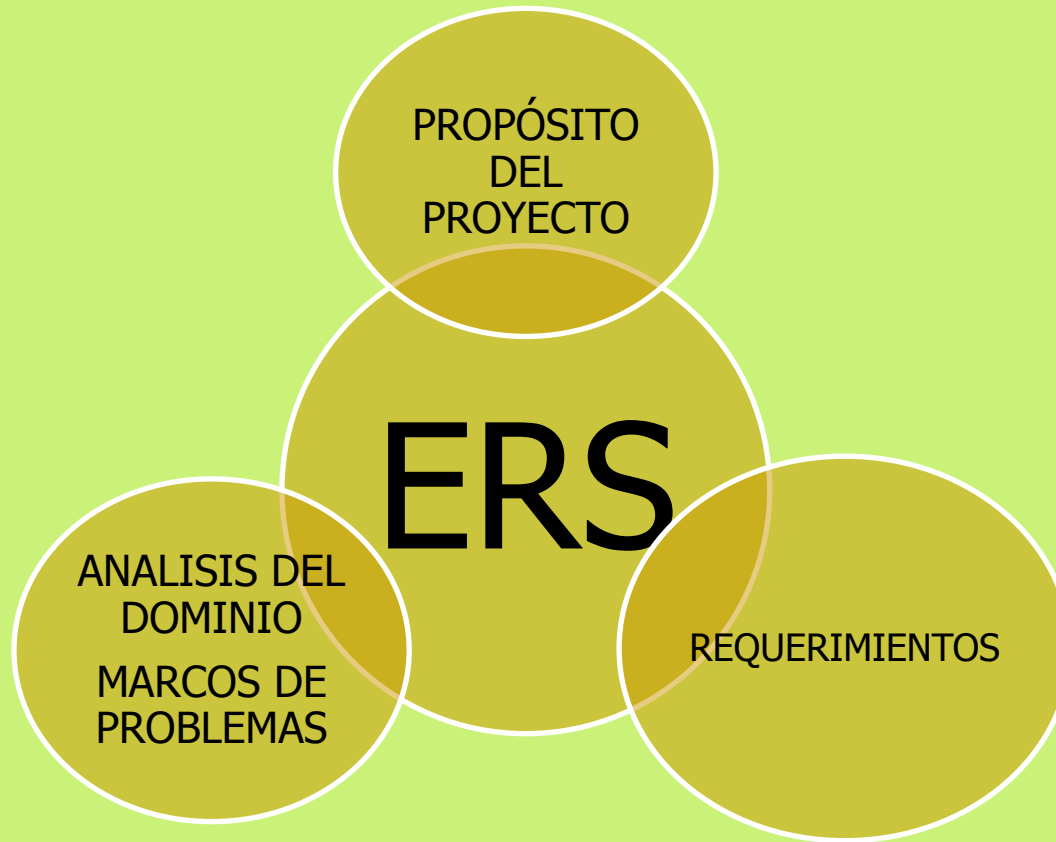 PROPÓSITO
DEL
PROYECTO
ERS
ANALISIS DEL
DOMINIO
MARCOS DE
PROBLEMAS
REQUERIMIENTOS